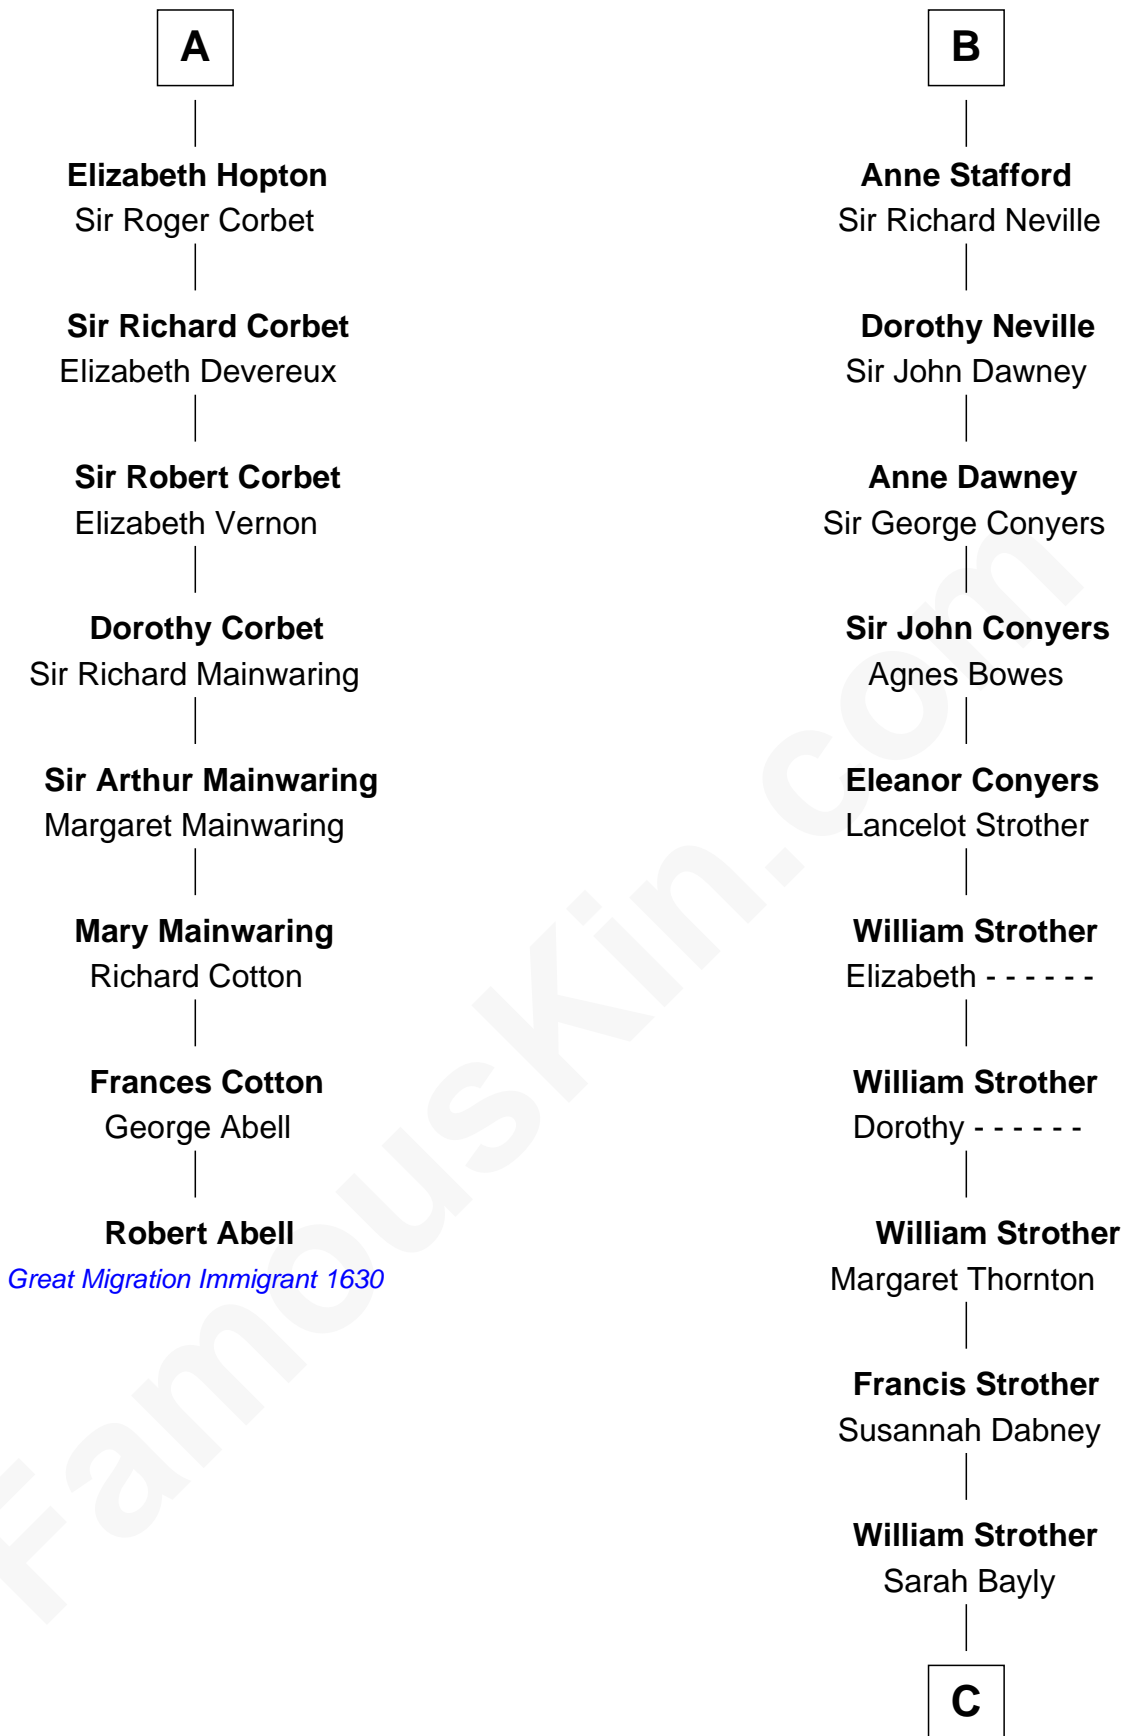 A
Elizabeth Hopton
Sir Roger Corbet
Sir Richard Corbet
Elizabeth Devereux
Sir Robert Corbet
Elizabeth Vernon
Dorothy Corbet
Sir Richard Mainwaring
Sir Arthur Mainwaring
Margaret Mainwaring
Mary Mainwaring
Richard Cotton
Frances Cotton
George Abell
Robert Abell
Great Migration Immigrant 1630
B
Anne Stafford
Sir Richard Neville
Dorothy Neville
Sir John Dawney
Anne Dawney
Sir George Conyers
Sir John Conyers
Agnes Bowes
Eleanor Conyers
Lancelot Strother
William Strother
Elizabeth - - - - - -
William Strother
Dorothy - - - - - -
William Strother
Margaret Thornton
Francis Strother
Susannah Dabney
William Strother
Sarah Bayly
C
FamousKin.com